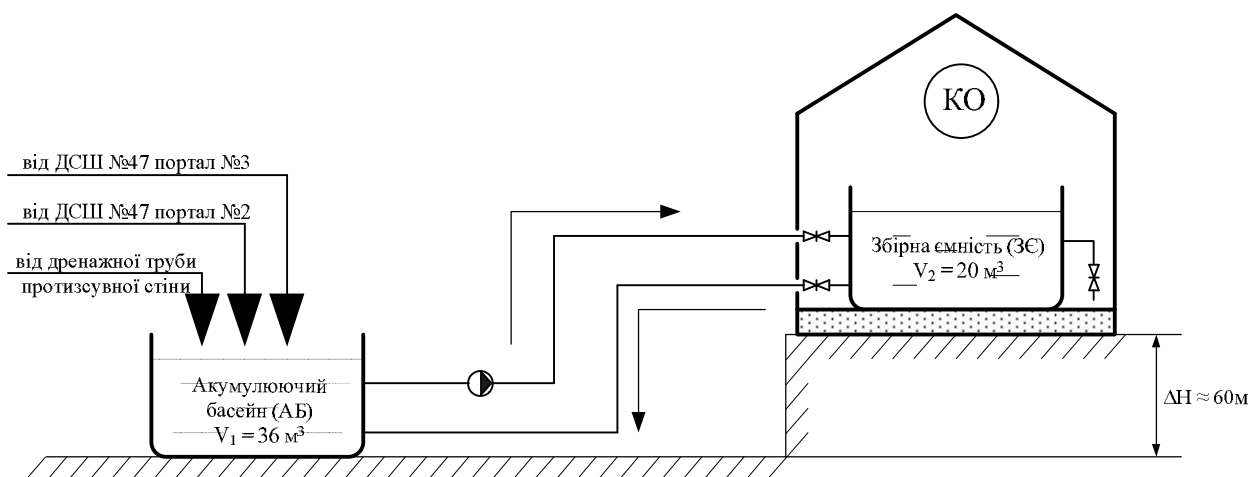 КО
від ДСШ №47 портал №3
від ДСШ №47 портал №2
від дренажної труби
протизсувної стіни
Збірна ємність (ЗЄ)
V2 = 20 м³
Акумулюючий
басейн (АБ)
V1 = 36 м³
ΔН ≈ 60м